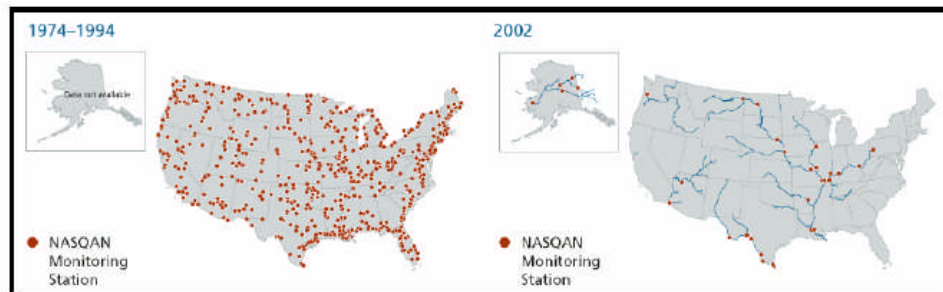 1974–1994
Data not available
NASQAN
Monitoring
Station
2002
NASQAN
Monitoring
Station